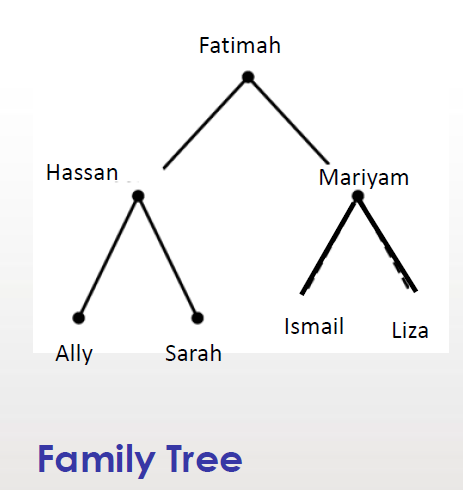 Fatimah
Hassan
Mariyam
Ally
Sarah
Ismail
Liza
Family Tree